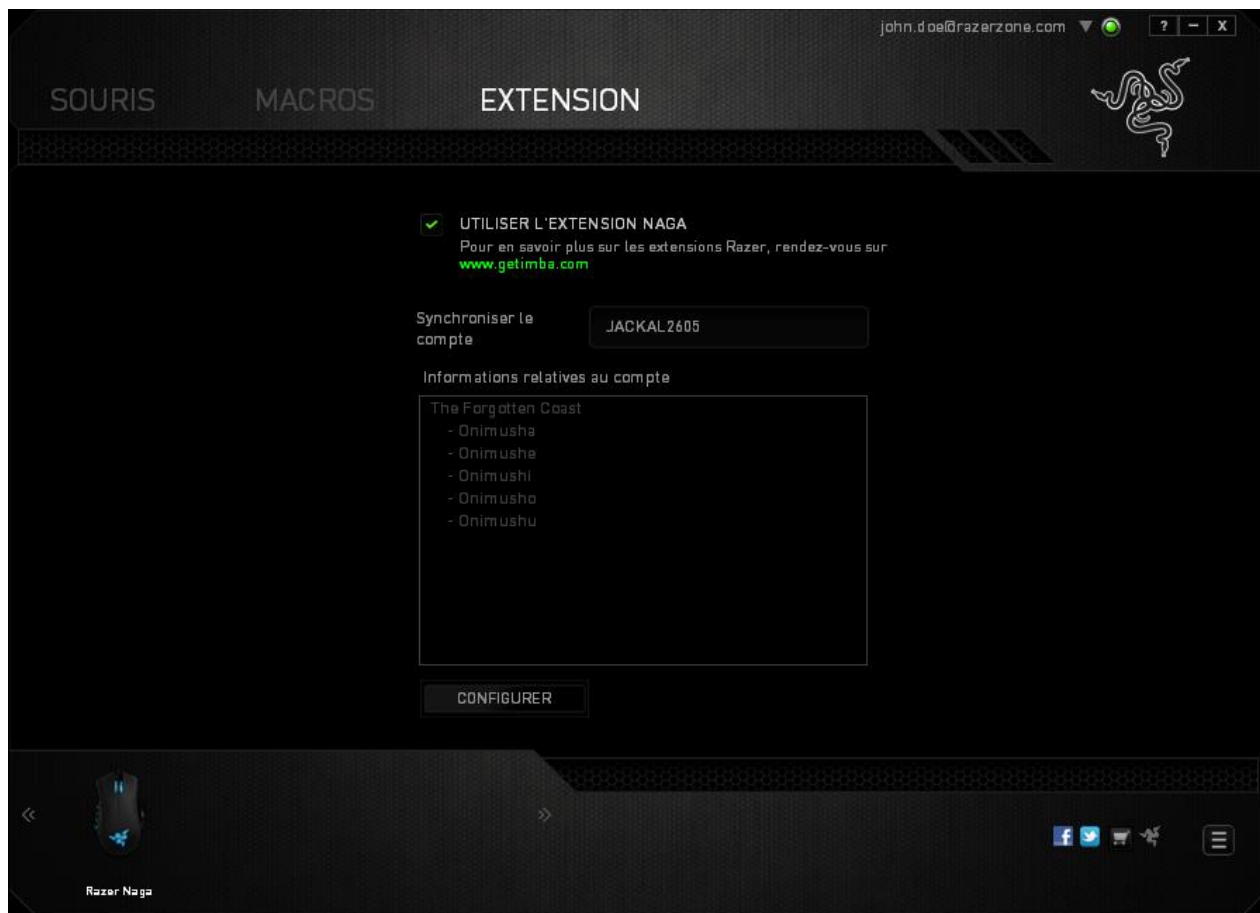 john.doe@razerzone.com
? - X
SOURIS
MACROS
EXTENSION
UTILISER L'EXTENSION NAGA
Pour en savoir plus sur les extensions Razer, rendez-vous sur
www.getimba.com
Synchroniser le
compte
JACKAL2605
Informations relatives au compte
The Forgotten Coast
- Onimusha
- Onimushe
- Onimushi
- Onimusho
- Onimushu
CONFIGURER
Razer Naga